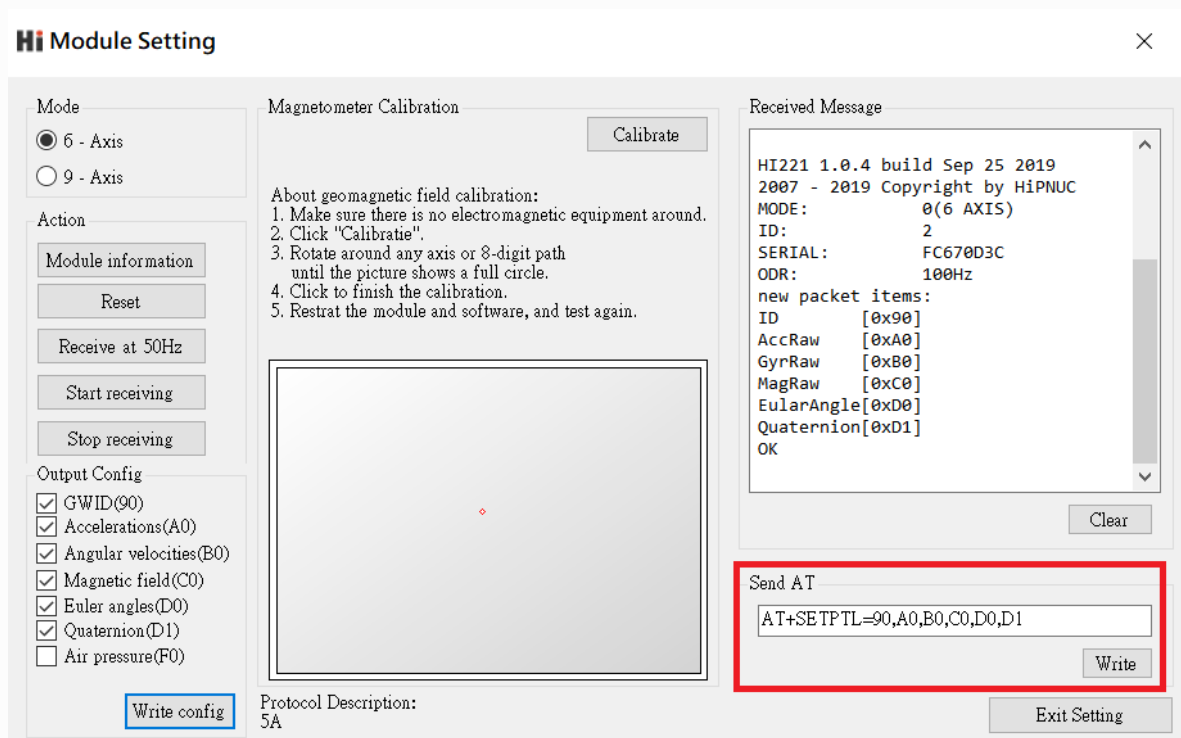 Hi Module Setting
Mode
6 - Axis
9 - Axis
Action
Module information
Reset
Receive at 50Hz
Start receiving
Stop receiving
Output Config
GWID(90)
Accelerations(A0)
Angular velocities(B0)
Magnetic field(C0)
Euler angles(D0)
Quaternion(D1)
Air pressure(F0)
Write config
Magnetometer Calibration
Calibrate
About geomagnetic field calibration:
1. Make sure there is no electromagnetic equipment around.
2. Click "Calibratie".
3. Rotate around any axis or 8-digit path
until the picture shows a full circle.
4. Click to finish the calibration.
5. Restrat the module and software, and test again.
Protocol Description:
5A
Received Message
HI221 1.0.4 build Sep 25 2019
2007 - 2019 Copyright by HiPNUC
MODE: 0(6 AXIS)
ID: 2
SERIAL: FC670D3C
ODR: 100Hz
new packet items:
ID [0x90]
AccRaw [0xA0]
GyrRaw [0xB0]
MagRaw [0xC0]
EularAngle[0xD0]
Quaternion[0xD1]
OK
Clear
Send AT
AT+SETPTL=90,A0,B0,C0,D0,D1
Write
Exit Setting